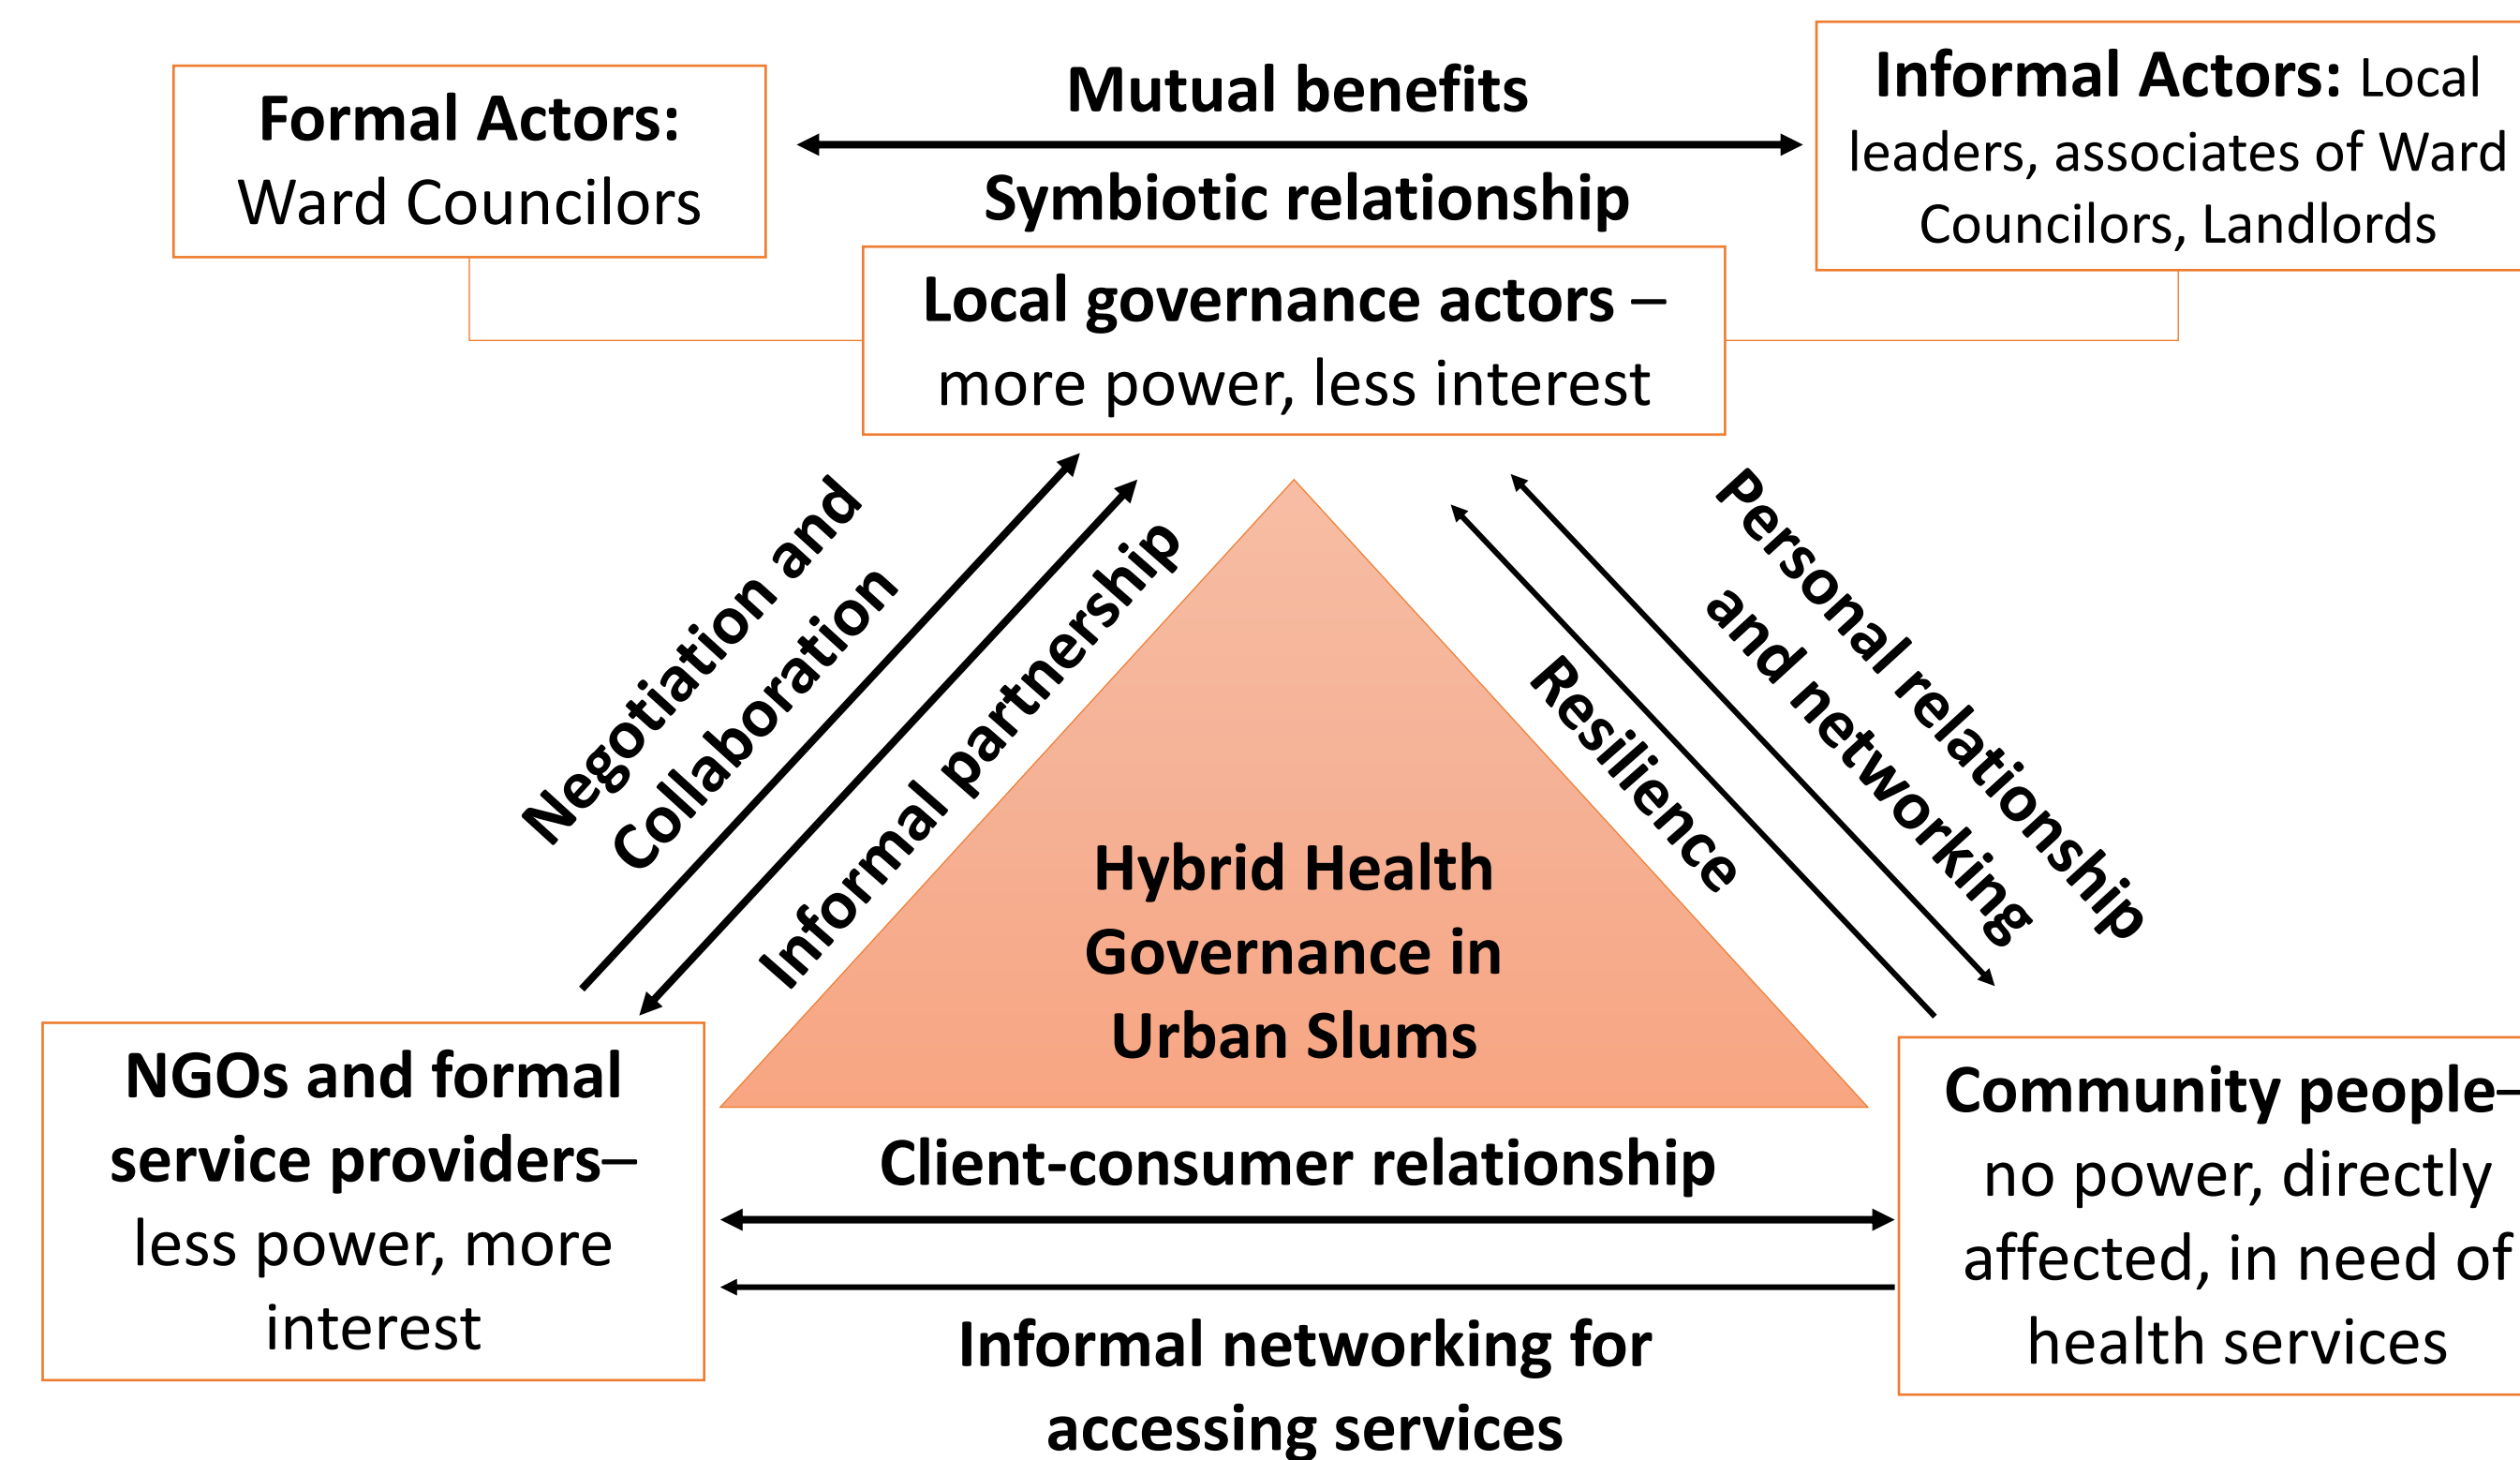 Formal Actors:
Ward Councilors
Mutual benefits
Symbiotic relationship
Informal Actors: Local
leaders, associates of Ward
Councilors, Landlords
Local governance actors –
more power, less interest
Negotiation and
Collaboration
Informal partnership
Resilience
Personal relationship
and networking
Hybrid Health
Governance in
Urban Slums
NGOs and formal
service providers–
less power, more
interest
Client-consumer relationship
Informal networking for
accessing services
Community people–
no power, directly
affected, in need of
health services